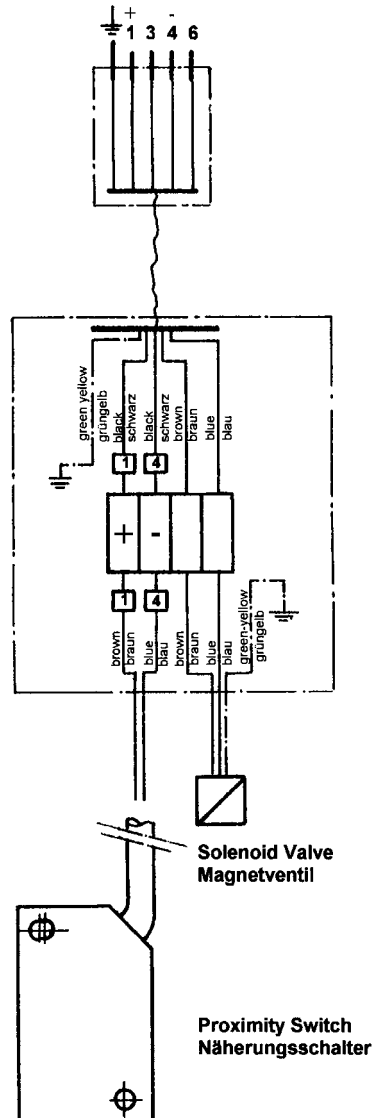 + -
1 3 4 6
green yellow
grüngelb
black
schwarz
black
schwarz
brown
braun
blue
blau
1 4
+ -
1 4
brown
braun
blue
blau
brown
braun
blue
blau
green-yellow
grüngelb
Solenoid Valve
Magnetventil
Proximity Switch
Näherungsschalter